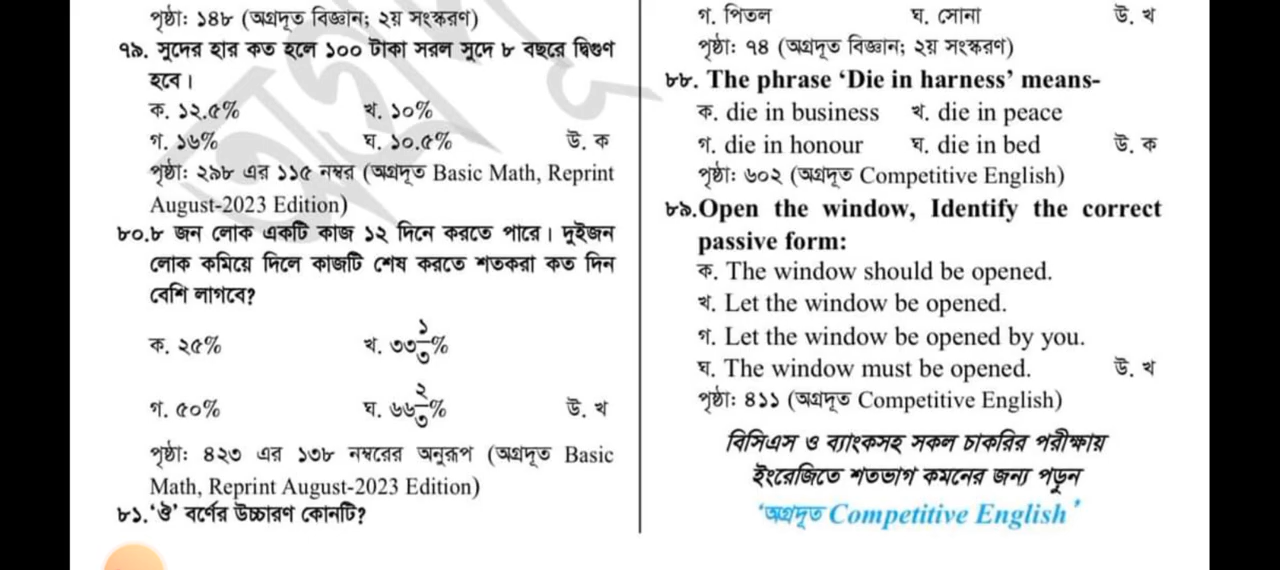 পৃষ্ঠা: ১৪৮ (অগ্রদূত বিজ্ঞান; ২য় সংস্করণ)
৭৯. সুদের হার কত হলে ১০০ টাকা সরল সুদে ৮ বছরে দ্বিগুণ
হবে।
ক. ১২.৫% খ. ১০%
গ. ১৬% ঘ. ১০.৫% উ. ক
পৃষ্ঠা: ২৯৮ এর ১১৫ নম্বর (অগ্রদূত Basic Math, Reprint
August-2023 Edition)
৮০.৮ জন লোক একটি কাজ ১২ দিনে করতে পারে। দুইজন
লোক কমিয়ে দিলে কাজটি শেষ করতে শতকরা কত দিন
বেশি লাগবে?
ক. ২৫% খ. ৩৩ ১/৩%
গ. ৫০% ঘ. ৬৬ ২/৩% উ. খ
পৃষ্ঠা: ৪২৩ এর ১৩৮ নম্বরের অনুরূপ (অগ্রদূত Basic
Math, Reprint August-2023 Edition)
৮১.‘ঔ’ বর্ণের উচ্চারণ কোনটি?
গ. পিতল ঘ. সোনা উ. খ
পৃষ্ঠা: ৭৪ (অগ্রদূত বিজ্ঞান; ২য় সংস্করণ)
৮৮. The phrase ‘Die in harness’ means-
ক. die in business খ. die in peace
গ. die in honour ঘ. die in bed উ. ক
পৃষ্ঠা: ৬০২ (অগ্রদূত Competitive English)
৮৯.Open the window, Identify the correct
passive form:
ক. The window should be opened.
খ. Let the window be opened.
গ. Let the window be opened by you.
ঘ. The window must be opened. উ. খ
পৃষ্ঠা: ৪১১ (অগ্রদূত Competitive English)
বিসিএস ও ব্যাংকসহ সকল চাকরির পরীক্ষায়
ইংরেজিতে শতভাগ কমনের জন্য পড়ুন
‘অগ্রদূত Competitive English’